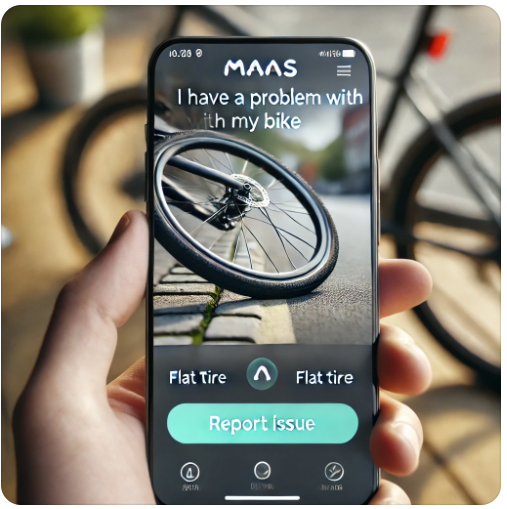 MAAS
I have a problem with
ith my bike
Flat Tire
Flat tire
Report issue